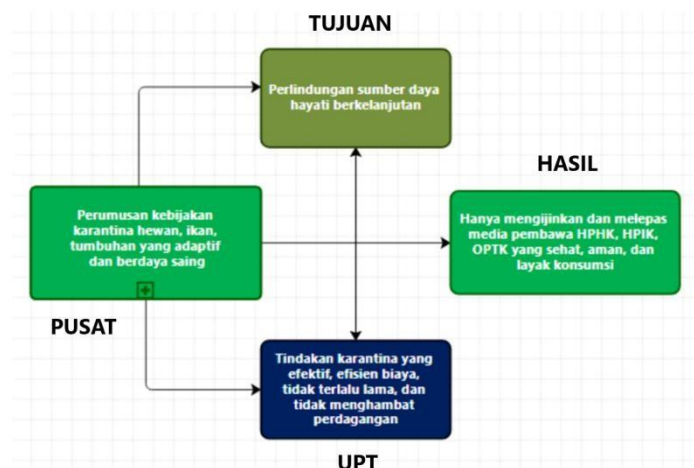 TUJUAN
Perlindungan sumber daya
hayati berkelanjutan
HASIL
Perumusan kebijakan
karantina hewan, ikan,
tumbuhan yang adaptif
dan berdaya saing
Hanya mengijinkan dan melepas
media pembawa HPHK, HPIK,
OPTK yang sehat, aman, dan
layak konsumsi
PUSAT
Tindakan karantina yang
efektif, efisien biaya,
tidak terlalu lama, dan
tidak menghambat
perdagangan
UPT